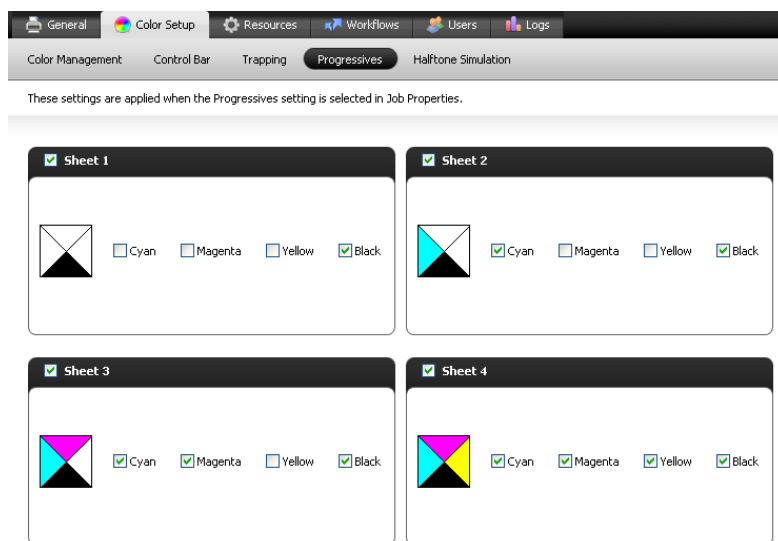 General Color Setup Resources Workflows Users Logs
Color Management Control Bar Trapping Progressives Halftone Simulation
These settings are applied when the Progressives setting is selected in Job Properties.
Sheet 1
Cyan Magenta Yellow Black
Sheet 2
Cyan Magenta Yellow Black
Sheet 3
Cyan Magenta Yellow Black
Sheet 4
Cyan Magenta Yellow Black